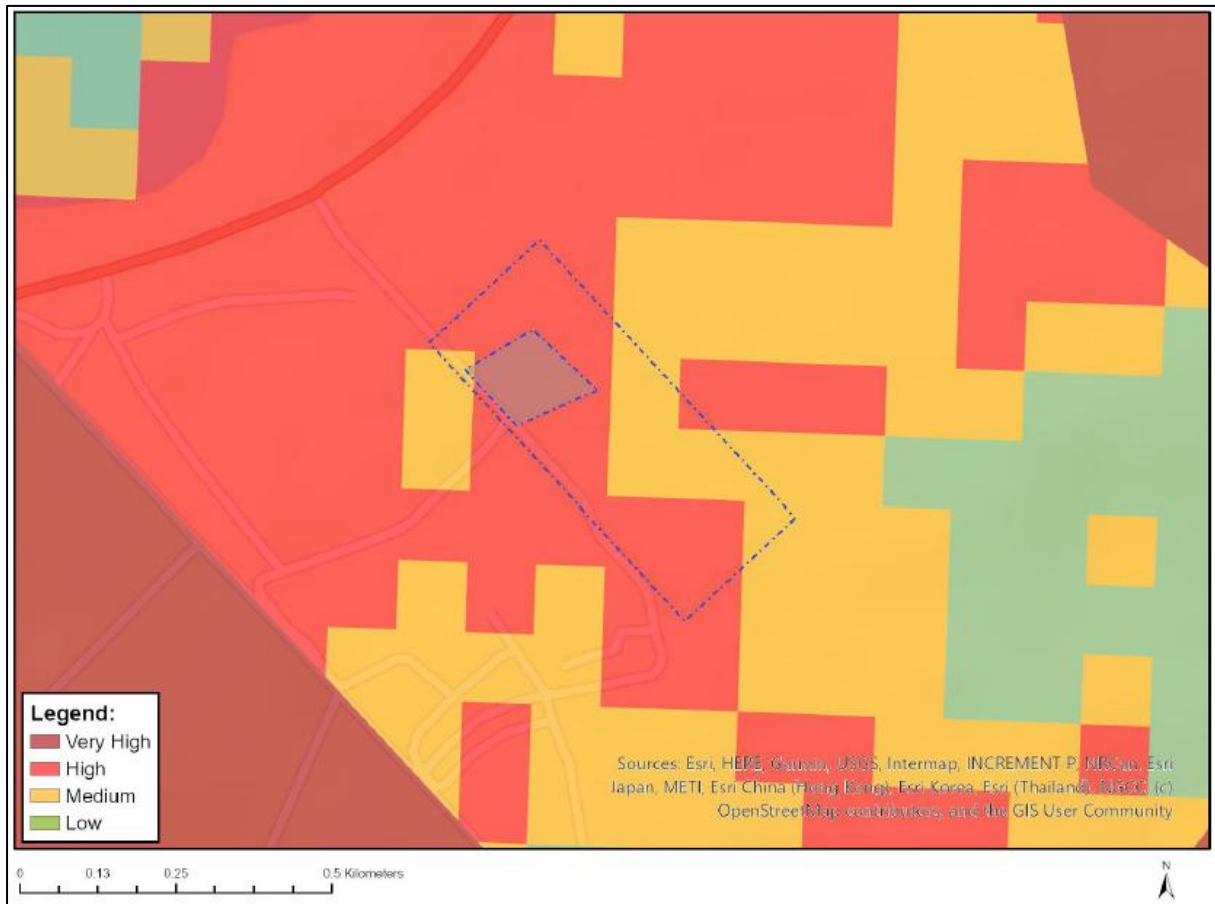 Legend:
Very High
High
Medium
Low
Sources: Esri, HERE, Garmin, USGS, Intermap, INCREMENT P, NRCan, Esri
Japan, METI, Esri China (Hong Kong), Esri Korea, Esri (Thailand), NGCC, (c)
OpenStreetMap contributors, and the GIS User Community
0 0.13 0.25 0.5 Kilometers
N